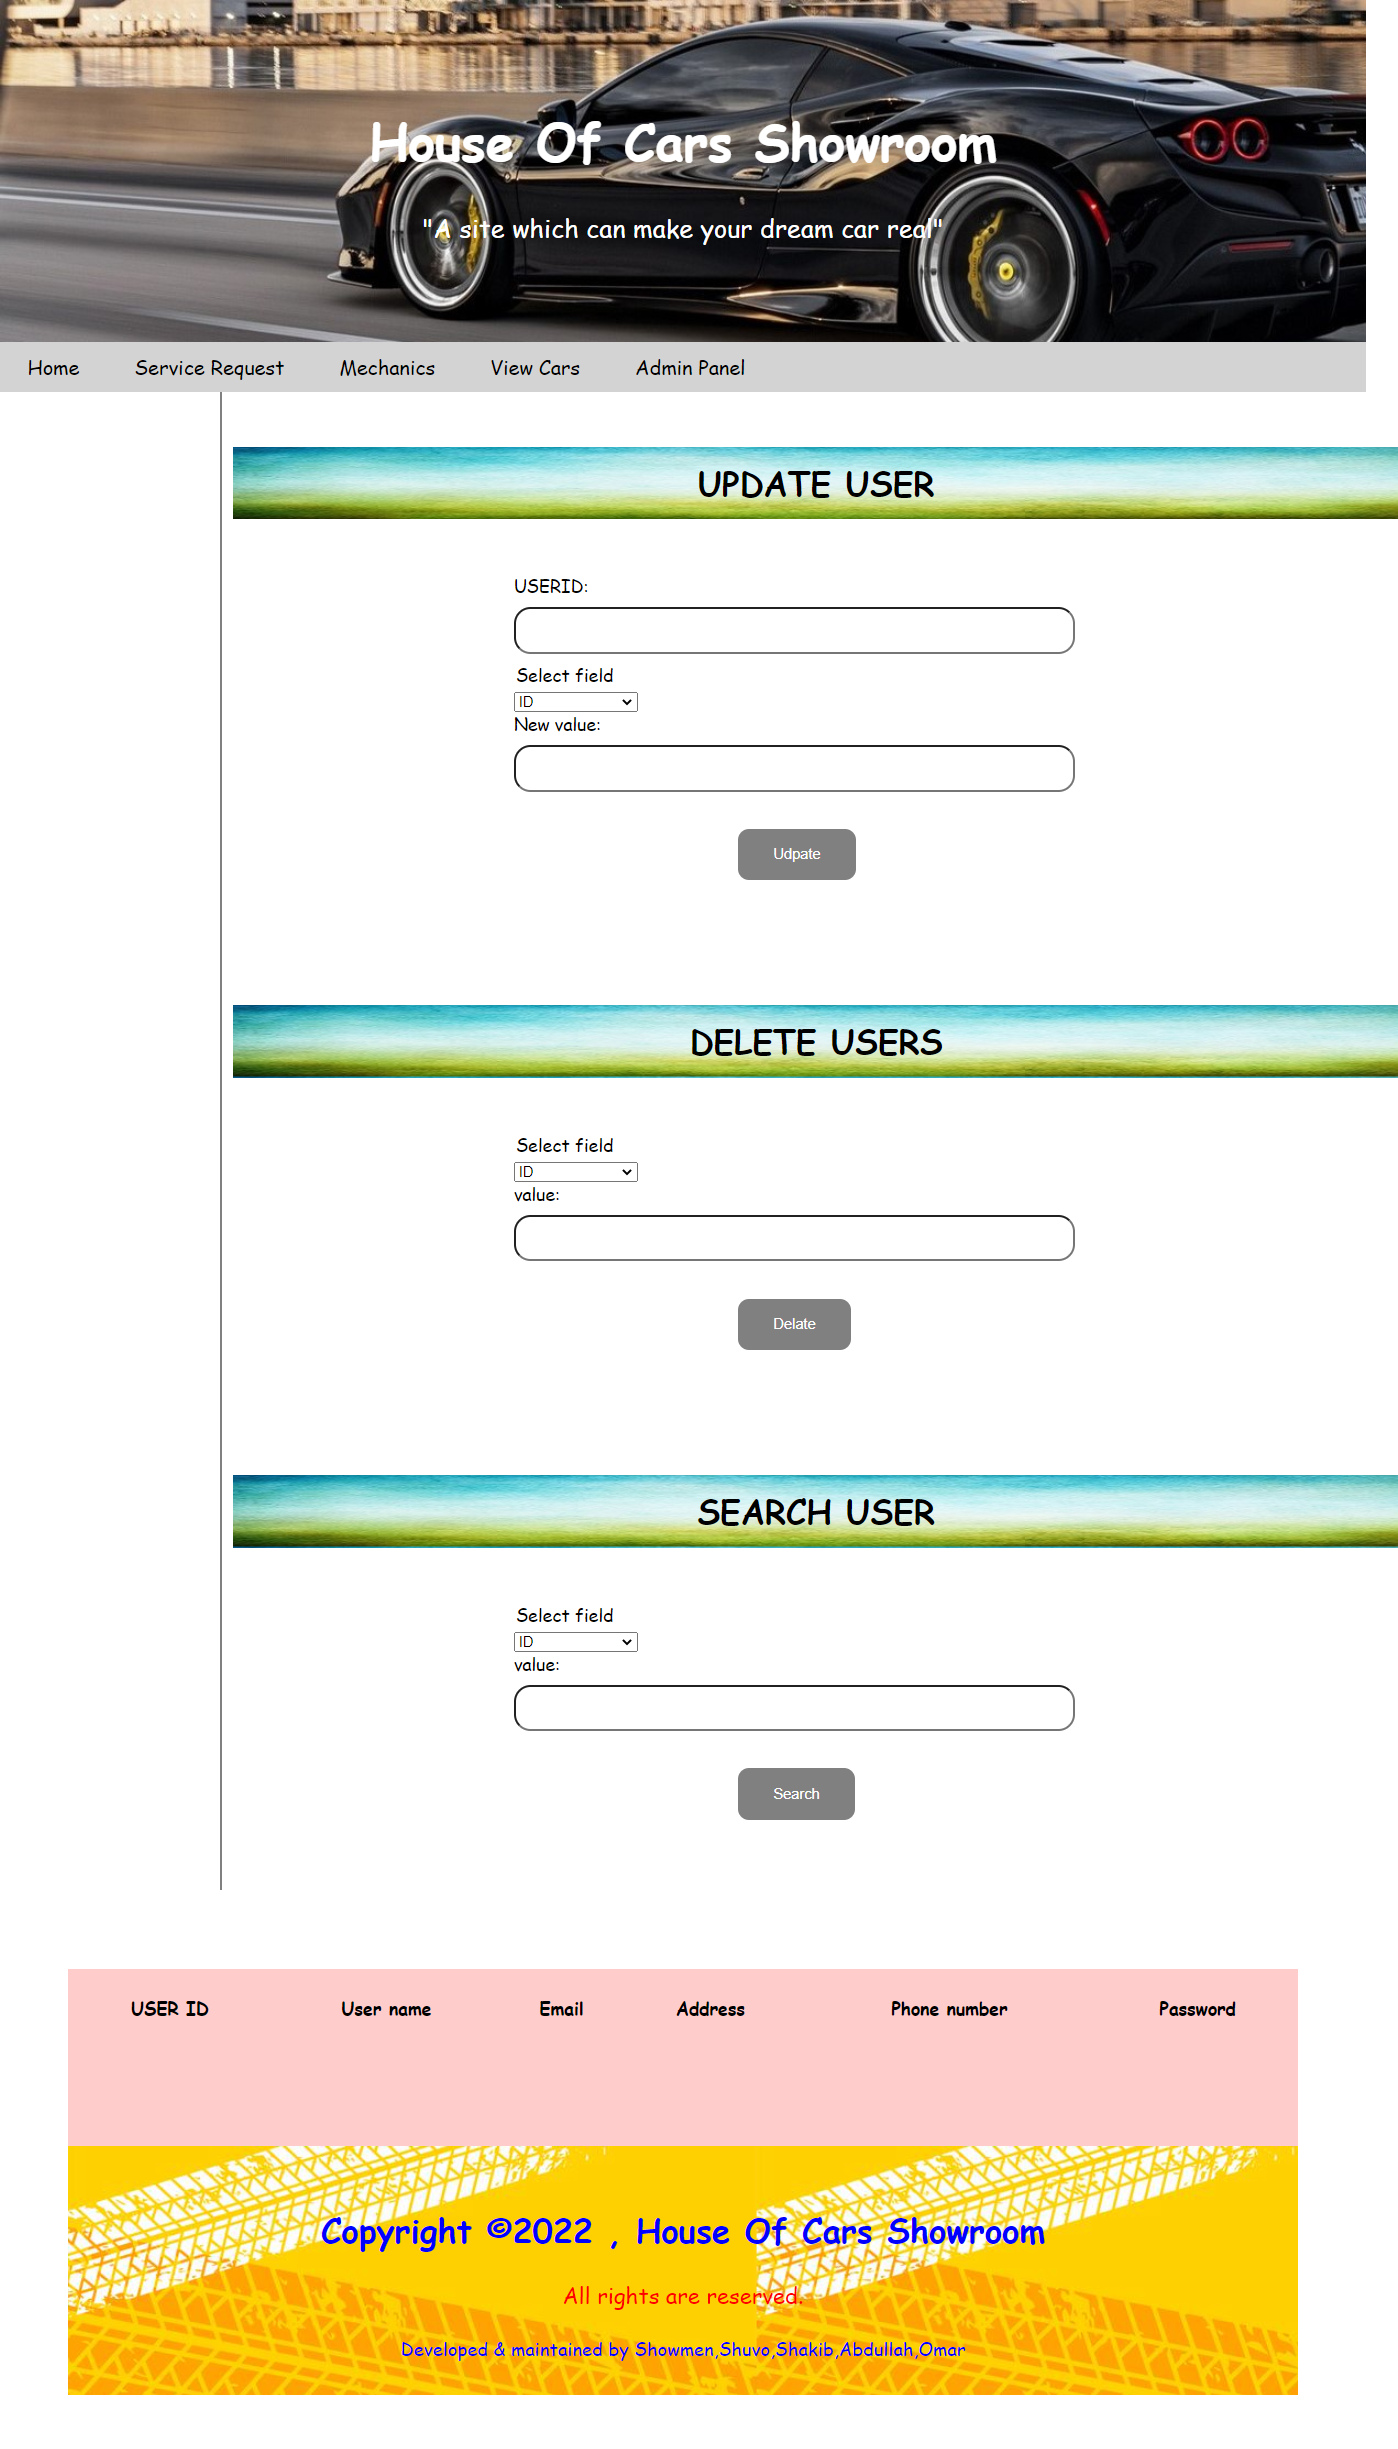 House Of Cars Showroom
"A site which can make your dream car real"
Home Service Request Mechanics View Cars Admin Panel
UPDATE USER
USERID:
Select field
ID
New value:
Udpate
DELETE USERS
Select field
ID
value:
Delate
SEARCH USER
Select field
ID
value:
Search
USER ID User name Email Address Phone number Password
Copyright ©2022 , House Of Cars Showroom
All rights are reserved.
Developed & maintained by Showmen,Shuvo,Shakib,Abdullah,Omar